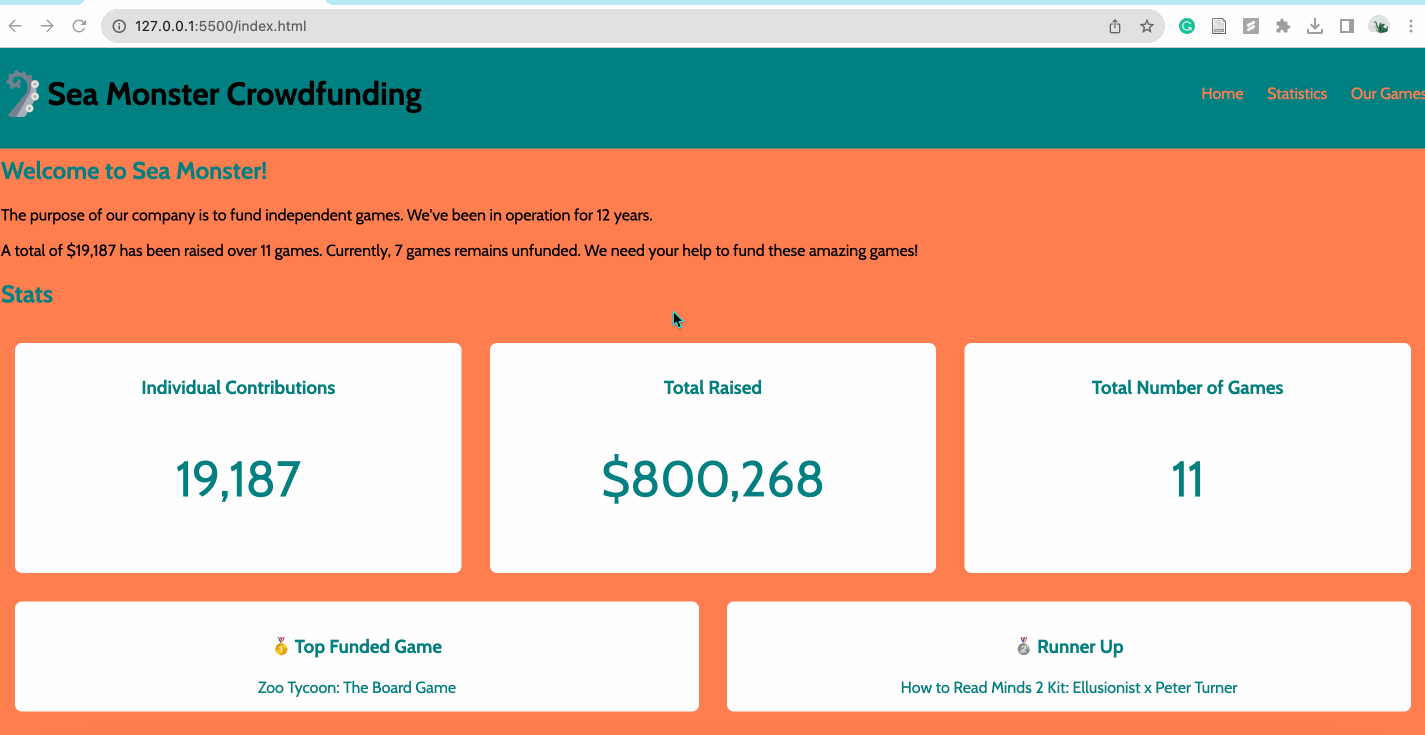 127.0.0.1:5500/index.html
Sea Monster Crowdfunding
Home Statistics Our Games
Welcome to Sea Monster!
The purpose of our company is to fund independent games. We've been in operation for 12 years.
A total of $19,187 has been raised over 11 games. Currently, 7 games remains unfunded. We need your help to fund these amazing games!
Stats
Individual Contributions
Total Raised
Total Number of Games
19,187
$800,268
11
Top Funded Game
Runner Up
Zoo Tycoon: The Board Game
How to Read Minds 2 Kit: Ellusionist x Peter Turner